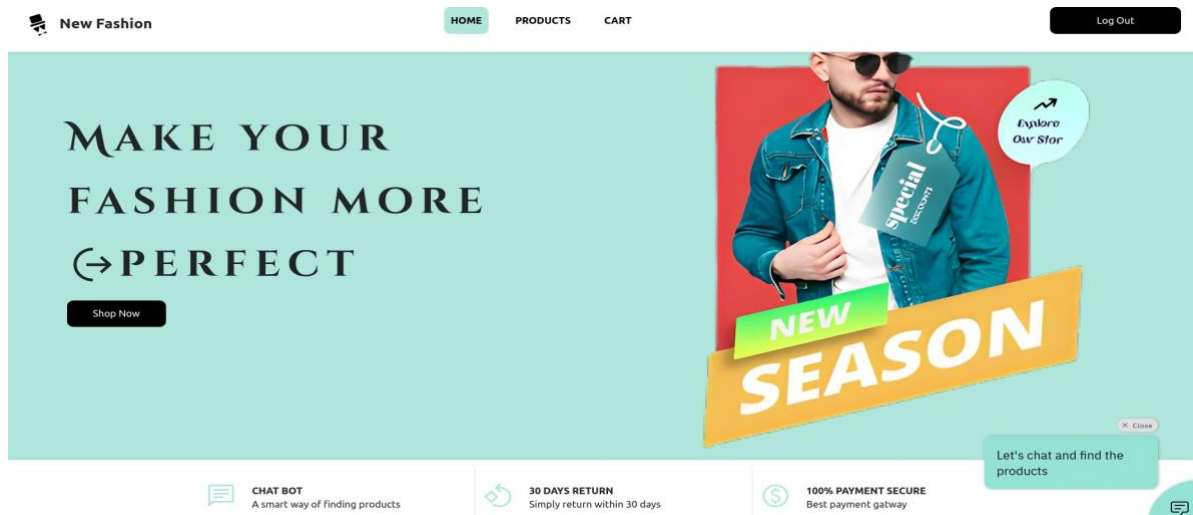 New Fashion
HOME
PRODUCTS
CART
Log Out
MAKE YOUR
FASHION MORE
PERFECT
Shop Now
Explore
Our Stor
special
NEW
SEASON
× Close
Let's chat and find the
products
CHAT BOT
A smart way of finding products
30 DAYS RETURN
Simply return within 30 days
100% PAYMENT SECURE
Best payment gatway